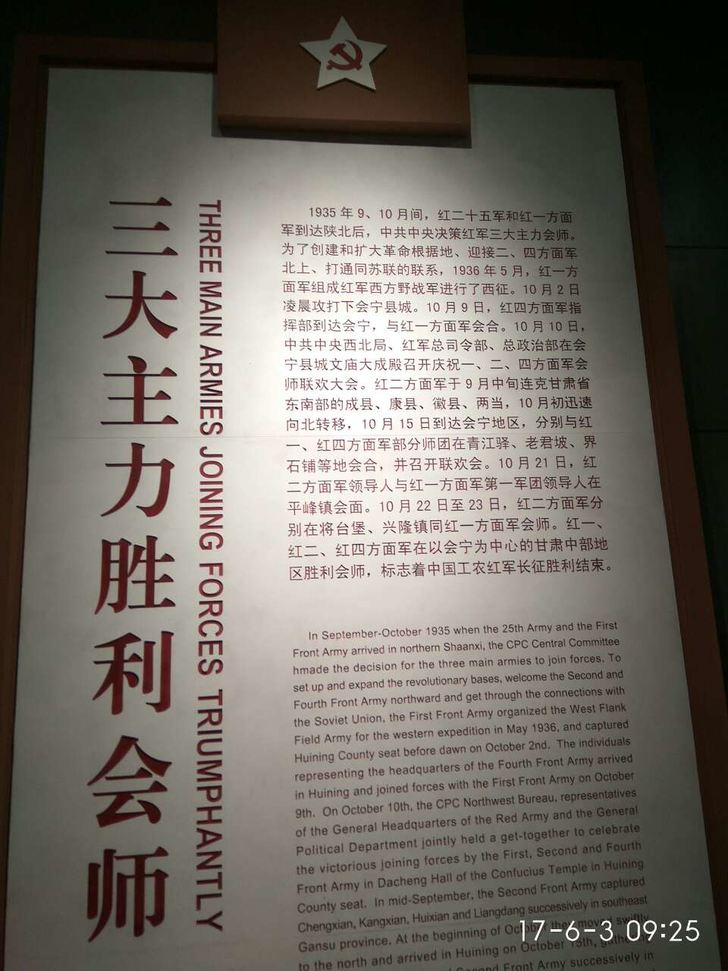 三大主力胜利会师
THREE MAIN ARMIES JOINING FORCES TRIUMPHANTLY
1935 年 9、10 月间，红二十五军和红一方面
军到达陕北后，中共中央决策红军三大主力会师。
为了创建和扩大革命根据地、迎接二、四方面军
北上、打通同苏联的联系，1936 年 5 月，红一方
面军组成红军西方野战军进行了西征。10 月 2 日
凌晨攻打下会宁县城。10 月 9 日，红四方面军指
挥部到达会宁，与红一方面军会合。10 月 10 日，
中共中央西北局、红军总司令部、总政治部在会
宁县城文庙大成殿召开庆祝一、二、四方面军会
师联欢大会。红二方面军于 9 月中旬连克甘肃省
东南部的成县、康县、徽县、两当，10 月初迅速
向北转移，10 月 15 日到达会宁地区，分别与红
一、红四方面军部分师团在青江驿、老君坡、界
石铺等地会合，并召开联欢会。10 月 21 日，红
二方面军领导人与红一方面军第一军团领导人在
平峰镇会面。10 月 22 日至 23 日，红二方面军分
别在将台堡、兴隆镇同红一方面军会师。红一、
红二、红四方面军在以会宁为中心的甘肃中部地
区胜利会师，标志着中国工农红军长征胜利结束。
In September-October 1935 when the 25th Army and the First
Front Army arrived in northern Shaanxi, the CPC Central Committee
hmade the decision for the three main armies to join forces. To
set up and expand the revolutionary bases, welcome the Second and
Fourth Front Army northward and get through the connections with
the Soviet Union, the First Front Army organized the West Flank
Field Army for the western expedition in May 1936, and captured
Huining County seat before dawn on October 2nd. The individuals
representing the headquarters of the Fourth Front Army arrived
in Huining and joined forces with the First Front Army on October
9th. On October 10th, the CPC Northwest Bureau, representatives
of the General Headquarters of the Red Army and the General
Political Department jointly held a get-together to celebrate
the victorious joining forces by the First, Second and Fourth
Front Army in Dacheng Hall of the Confucius Temple in Huining
County seat. In mid-September, the Second Front Army captured
Chengxian, Kangxian, Huixian and Liangdang successively in southeast
Gansu province. At the beginning of October they moved swiftly
to the north and arrived in Huining on October 15th,
Second Front Army successively in
17-6-3 09:25